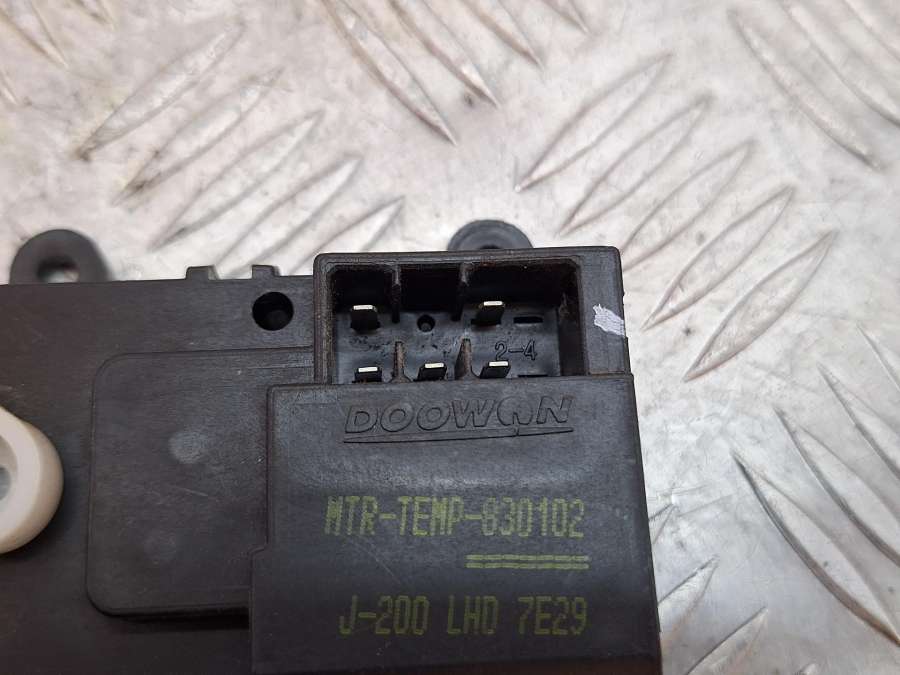 2-4
DOOWON
MTR-TEMP-830102
J-200 LHD 7E29